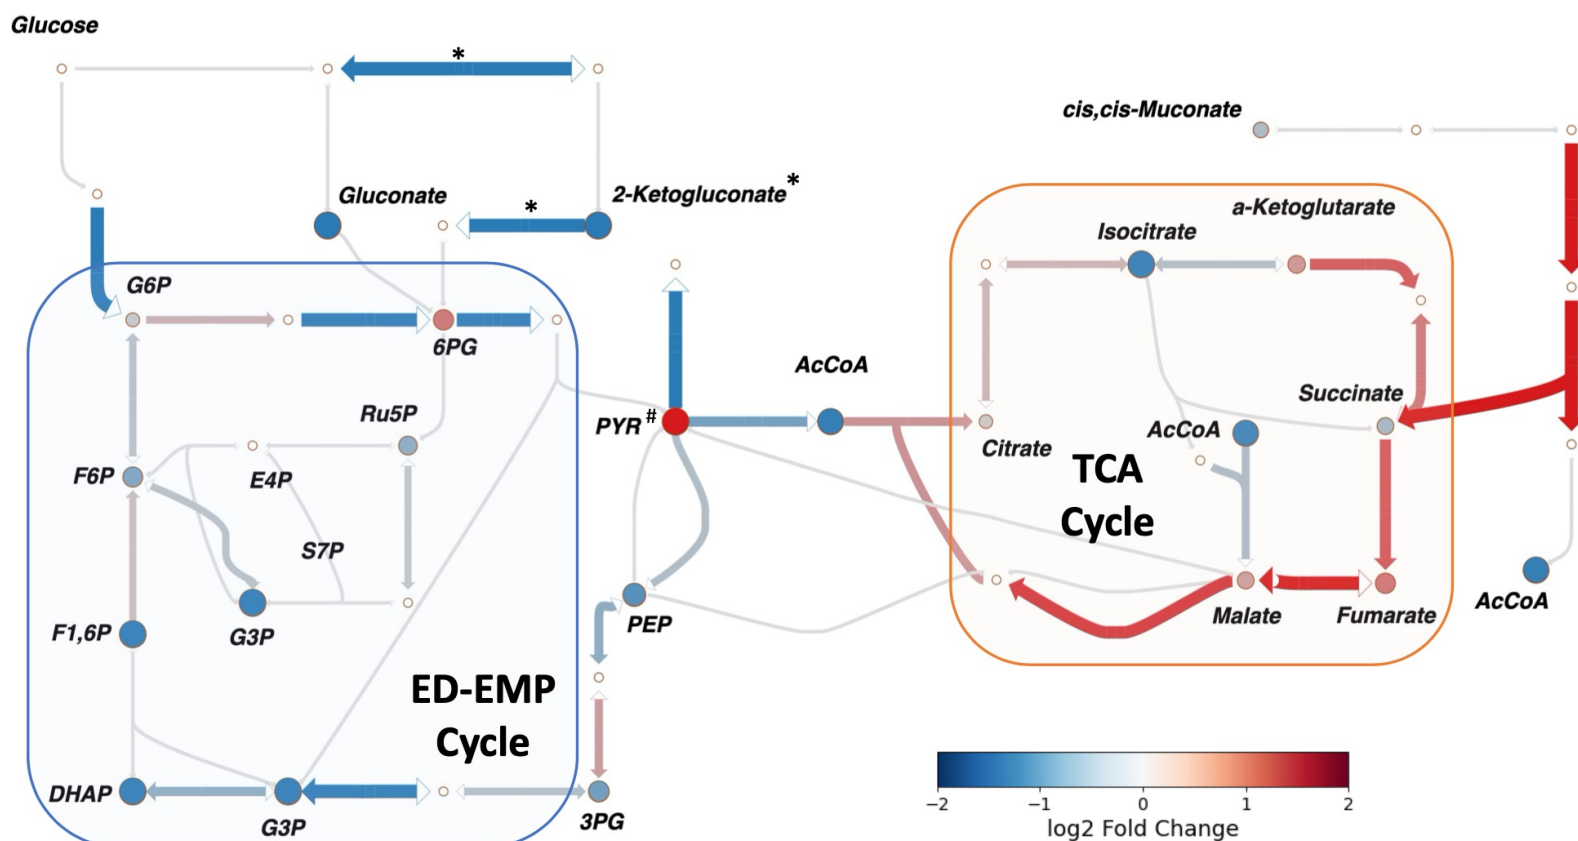 Glucose
*
cis,cis-Muconate
Gluconate
*
2-Ketogluconate*
a-Ketoglutarate
Isocitrate
G6P
6PG
AcCoA
PYR#
Ru5P
Succinate
AcCoA
Citrate
F6P
E4P
TCA
Cycle
S7P
F1,6P
G3P
PEP
Malate
Fumarate
AcCoA
ED-EMP
Cycle
DHAP
G3P
3PG
−2
−1
0
1
2
log2 Fold Change